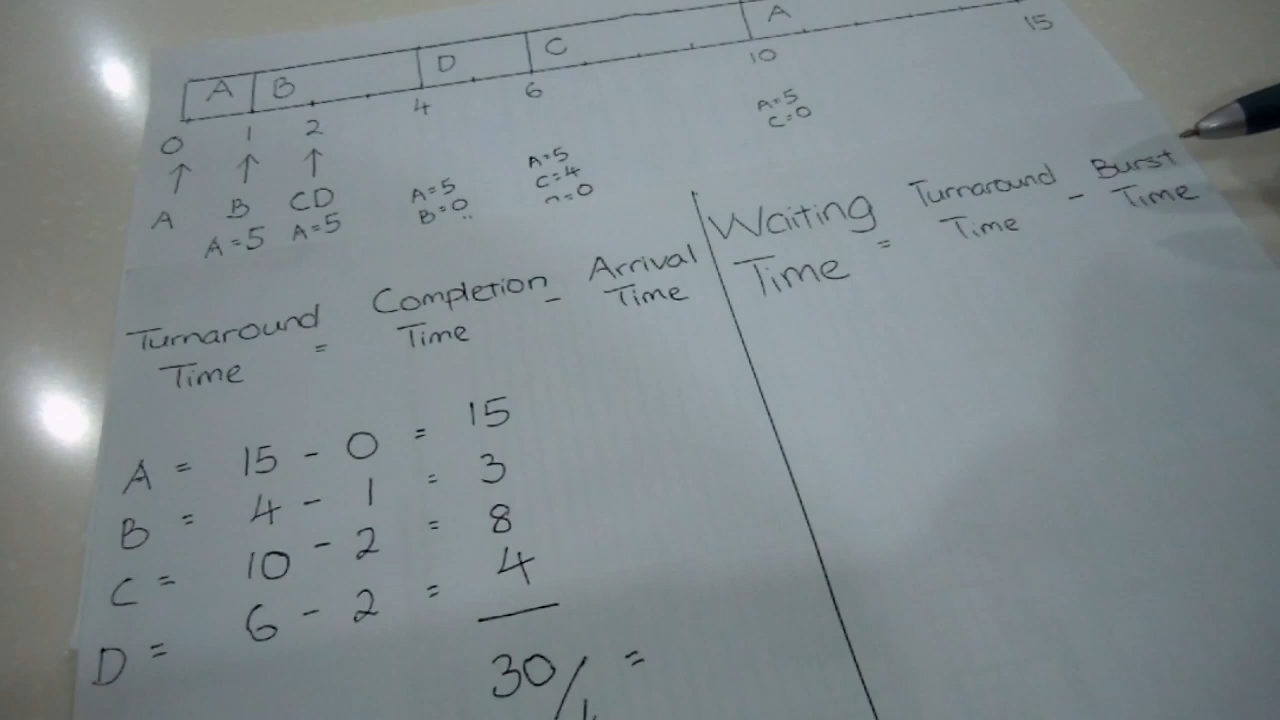 A B D C A
0 1 2 4 6 10 15
A B CD
A=5 A=5
A=5
B=0
A=5
C=4
=0
A=5
C=0
Turnaround Time = Completion Time - Arrival Time
Waiting Time = Turnaround Time - Burst Time
A = 15 - 0 = 15
B = 4 - 1 = 3
C = 10 - 2 = 8
D = 6 - 2 = 4
30/ =